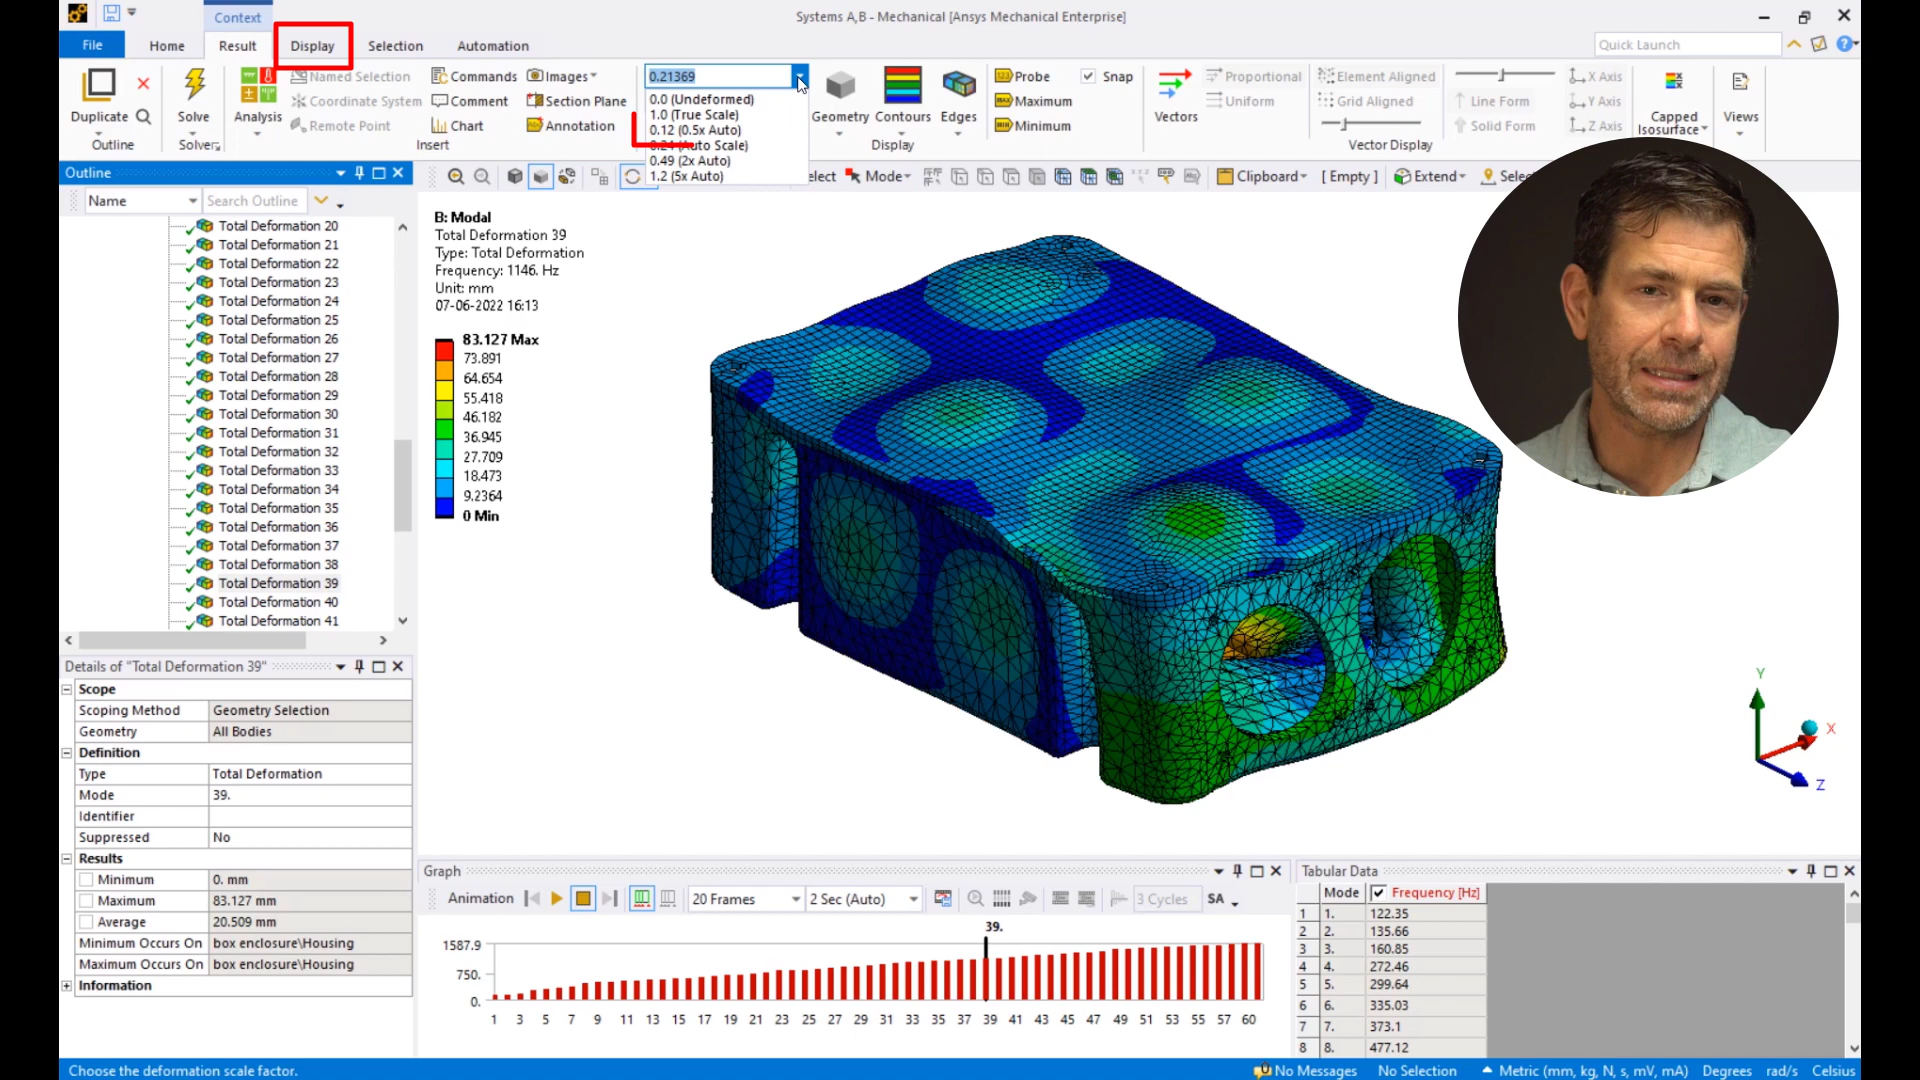 Context
Systems A,B - Mechanical [Ansys Mechanical Enterprise]
File
Home
Result
Display
Selection
Automation
Quick Launch
Duplicate
Outline
Solve
Solver
Analysis
Named Selection
Coordinate System
Remote Point
Commands
Comment
Chart
Images
Section Plane
Annotation
Insert
0.21369
0.0 (Undeformed)
1.0 (True Scale)
0.12 (0.5x Auto)
0.24 (Auto Scale)
0.49 (2x Auto)
1.2 (5x Auto)
Geometry
Contours
Edges
Display
Probe
Maximum
Minimum
Snap
Vectors
Proportional
Uniform
Element Aligned
Grid Aligned
Line Form
Solid Form
X Axis
Y Axis
Z Axis
Vector Display
Capped
Isosurface
Views
Outline
Name
Search Outline
Mode
Clipboard
[ Empty ]
Extend
Total Deformation 20
Total Deformation 21
Total Deformation 22
Total Deformation 23
Total Deformation 24
Total Deformation 25
Total Deformation 26
Total Deformation 27
Total Deformation 28
Total Deformation 29
Total Deformation 30
Total Deformation 31
Total Deformation 32
Total Deformation 33
Total Deformation 34
Total Deformation 35
Total Deformation 36
Total Deformation 37
Total Deformation 38
Total Deformation 39
Total Deformation 40
Total Deformation 41
B: Modal
Total Deformation 39
Type: Total Deformation
Frequency: 1146. Hz
Unit: mm
07-06-2022 16:13
83.127 Max
73.891
64.654
55.418
46.182
36.945
27.709
18.473
9.2364
0 Min
Y
X
Z
Details of "Total Deformation 39"
Scope
Scoping Method Geometry Selection
Geometry All Bodies
Definition
Type Total Deformation
Mode 39.
Identifier
Suppressed No
Results
Minimum 0. mm
Maximum 83.127 mm
Average 20.509 mm
Minimum Occurs On box enclosure\Housing
Maximum Occurs On box enclosure\Housing
Information
Graph
Animation
20 Frames
2 Sec (Auto)
3 Cycles
SA
39.
1587.9
750.
0.
1 3 5 7 9 11 13 15 17 19 21 23 25 27 29 31 33 35 37 39 41 43 45 47 49 51 53 55 57 60
Tabular Data
Mode Frequency [Hz]
1 1. 122.35
2 2. 135.66
3 3. 160.85
4 4. 272.46
5 5. 299.64
6 6. 335.03
7 7. 373.1
8 8. 477.12
Choose the deformation scale factor.
No Messages
No Selection
Metric (mm, kg, N, s, mV, mA)
Degrees
rad/s
Celsius